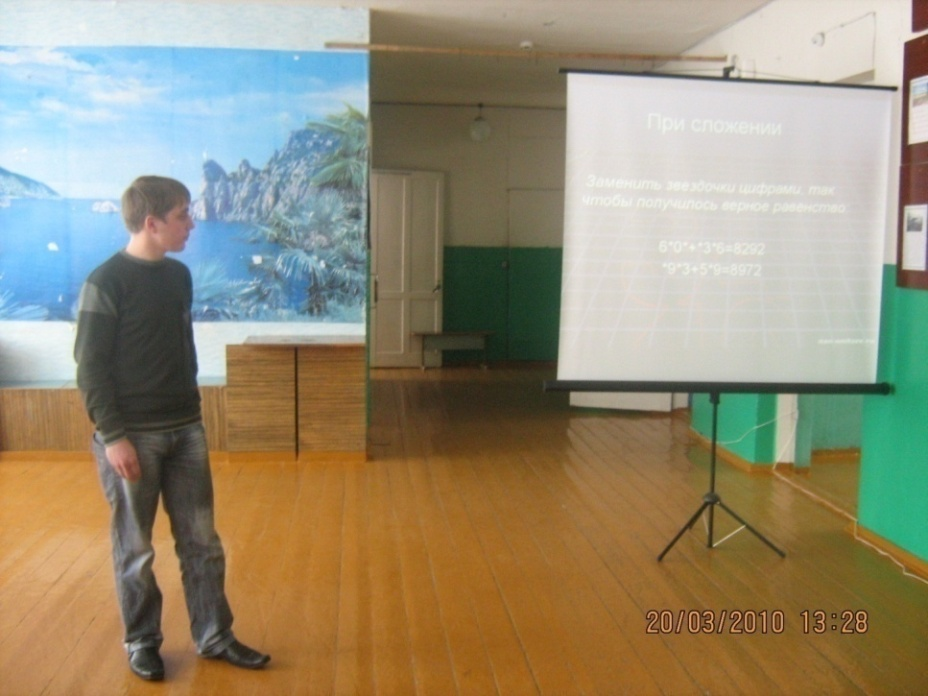 При сложении
Заменить звездочки цифрами так
чтобы получилось верное равенство:
6*0*+*3*6=8292
*9*3+5*9=8972
20/03/2010 13:28